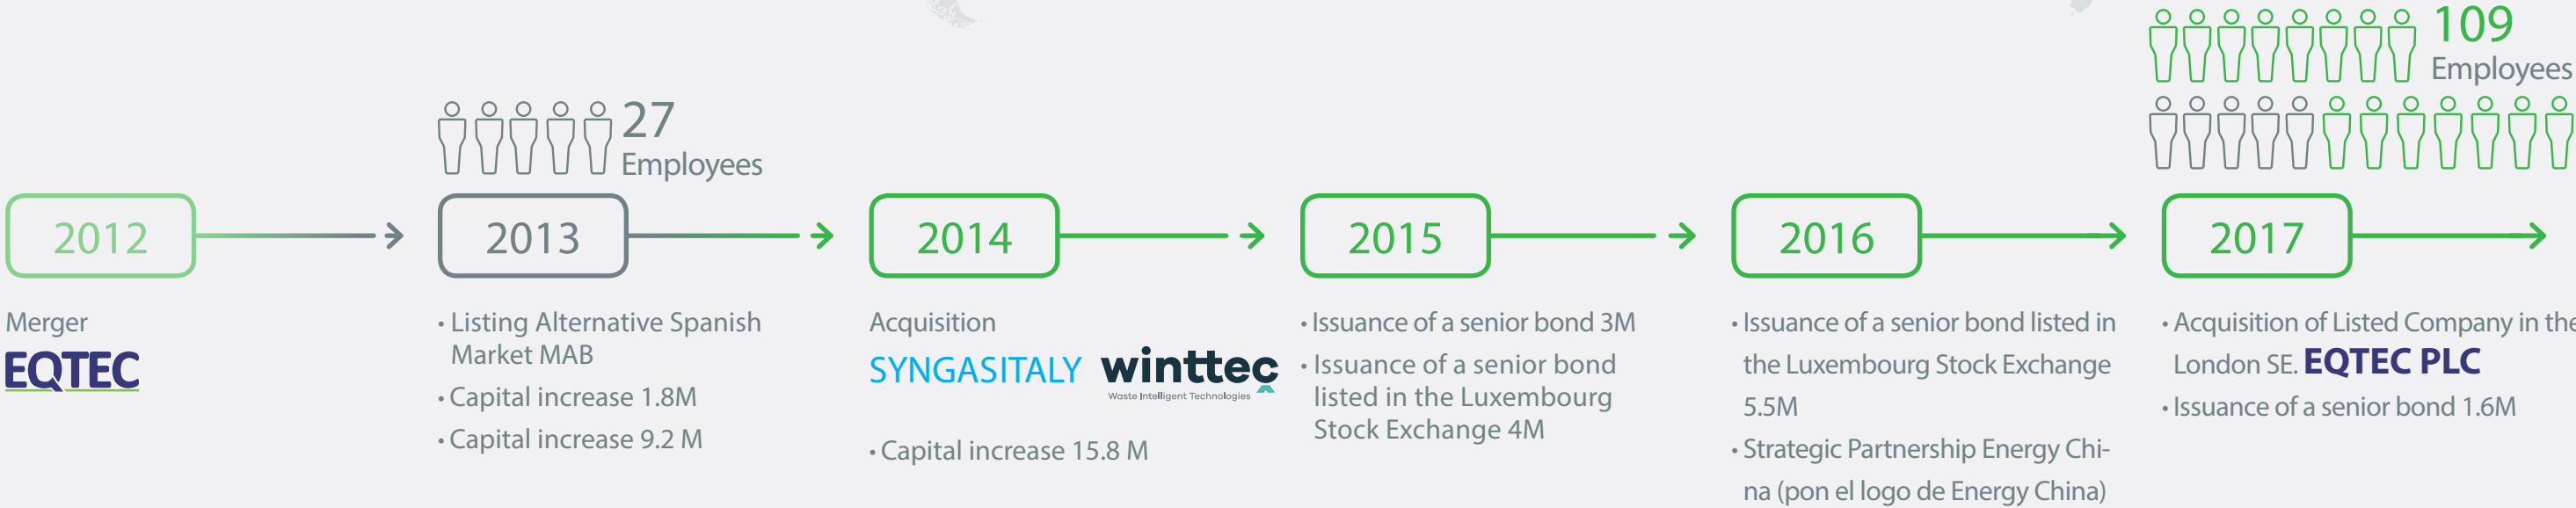 109
Employees
27
Employees
2012
2013
2014
2015
2016
2017
Merger
EQTEC
• Listing Alternative Spanish
Market MAB
• Capital increase 1.8M
• Capital increase 9.2 M
Acquisition
SYNGASITALY winttec
Waste Intelligent Technologies
• Capital increase 15.8 M
• Issuance of a senior bond 3M
• Issuance of a senior bond
listed in the Luxembourg
Stock Exchange 4M
• Issuance of a senior bond listed in
the Luxembourg Stock Exchange
5.5M
• Strategic Partnership Energy Chi-
na (pon el logo de Energy China)
• Acquisition of Listed Company in the
London SE. EQTEC PLC
• Issuance of a senior bond 1.6M